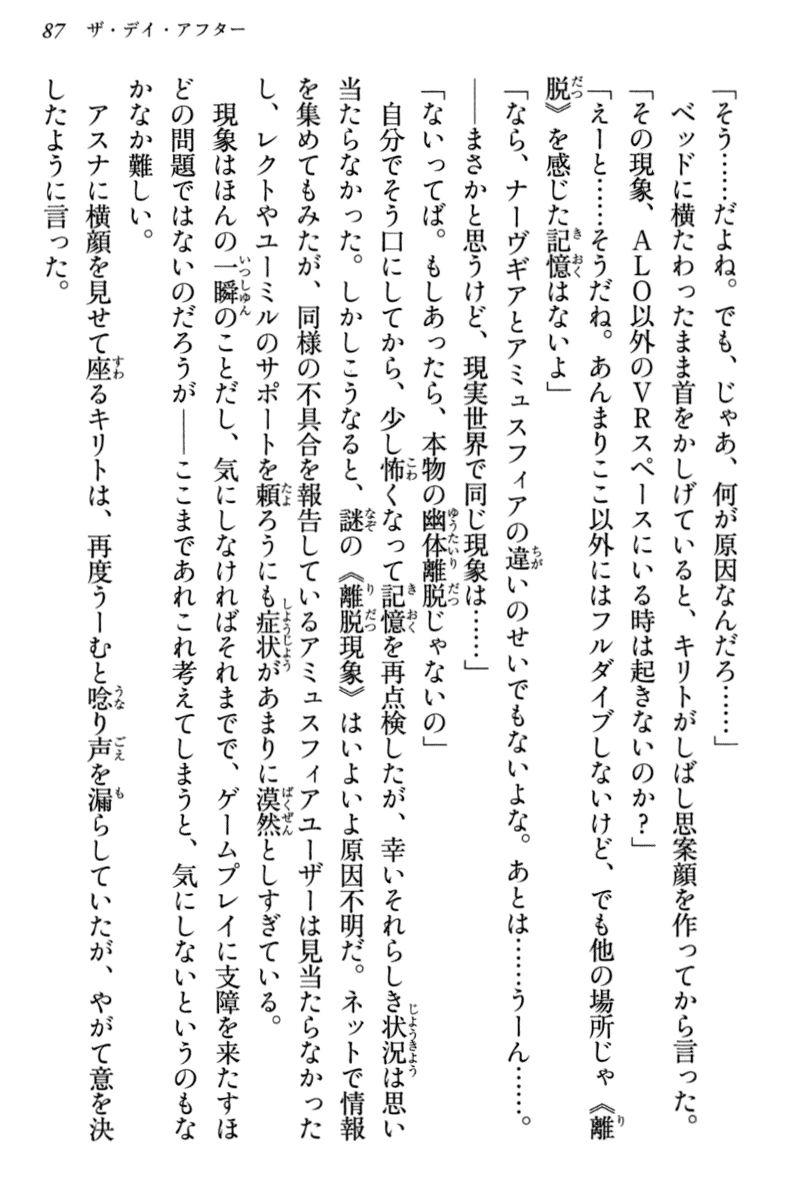 87 ザ・デイ・アフター
「そう……だよね。でも、じゃあ、何が原因なんだろ……」
ベッドに横たわったまま首をかしげていると、キリトがしばし思案顔を作ってから言った。
「その現象、ＡＬＯ以外のＶＲスペースにいる時は起きないのか？」
「えーと……そうだね。あんまりここ以外にはフルダイブしないけど、でも他の場所じゃ《離
脱》を感じた記憶はないよ」
「なら、ナーヴギアとアミュスフィアの違いのせいでもないよな。あとは……うーん……。
――まさかと思うけど、現実世界で同じ現象は……」
「ないってば。もしあったら、本物の幽体離脱じゃないの」
自分でそう口にしてから、少し怖くなって記憶を再点検したが、幸いそれらしき状況は思い
当たらなかった。しかしこうなると、謎の《離脱現象》はいよいよ原因不明だ。ネットで情報
を集めてもみたが、同様の不具合を報告しているアミュスフィアユーザーは見当たらなかった
し、レクトやユーミルのサポートを頼ろうにも症状があまりに漠然としすぎている。
現象はほんの一瞬のことだし、気にしなければそれまでで、ゲームプレイに支障を来たすほ
どの問題ではないのだろうが――ここまであれこれ考えてしまうと、気にしないというのもな
かなか難しい。
アスナに横顔を見せて座るキリトは、再度うーむと唸り声を漏らしていたが、やがて意を決
したように言った。